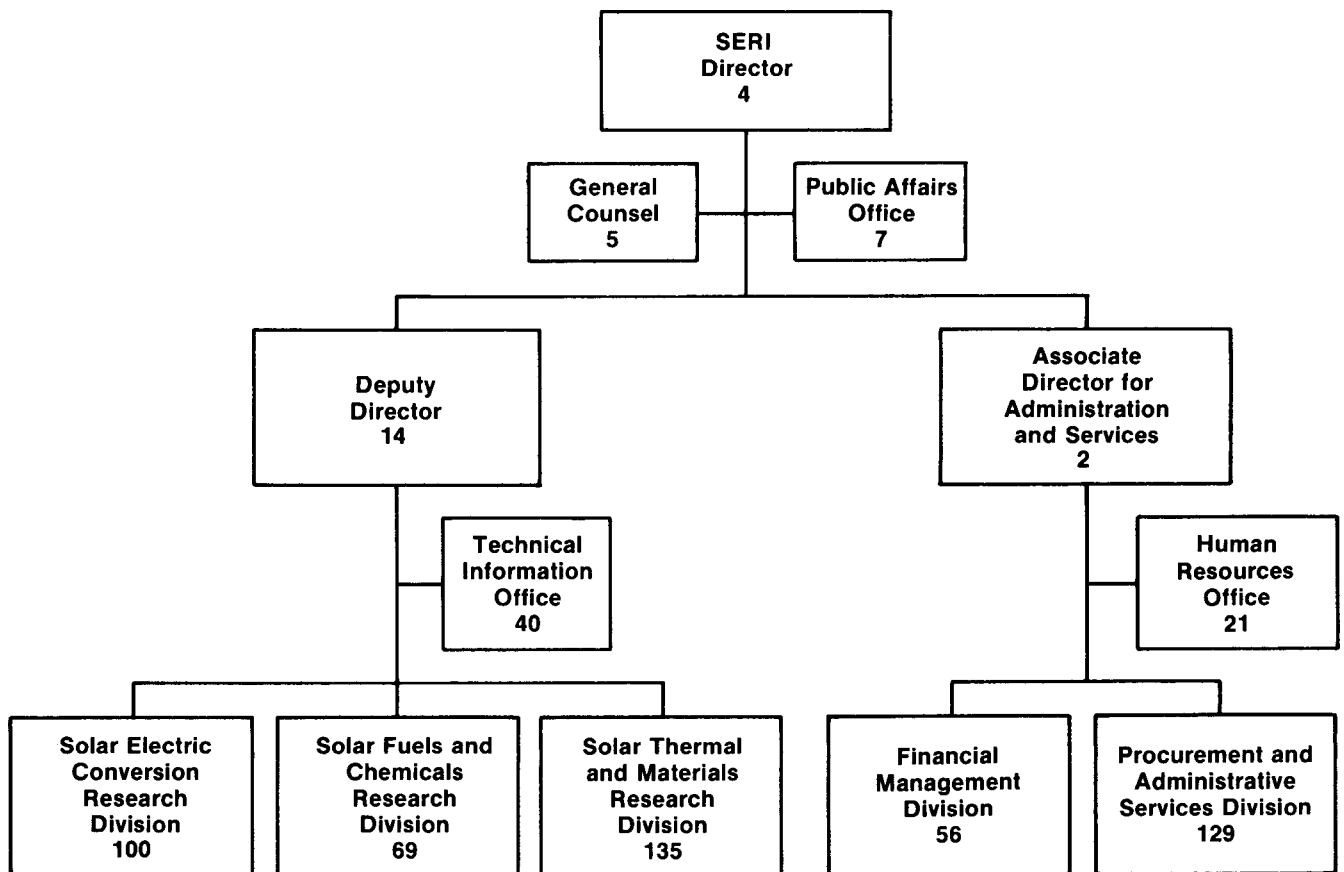 SERI
Director
4
General
Counsel
5
Public Affairs
Office
7
Deputy
Director
14
Associate
Director for
Administration
and Services
2
Technical
Information
Office
40
Human
Resources
Office
21
Solar Electric
Conversion
Research
Division
100
Solar Fuels and
Chemicals
Research
Division
69
Solar Thermal
and Materials
Research
Division
135
Financial
Management
Division
56
Procurement and
Administrative
Services Division
129